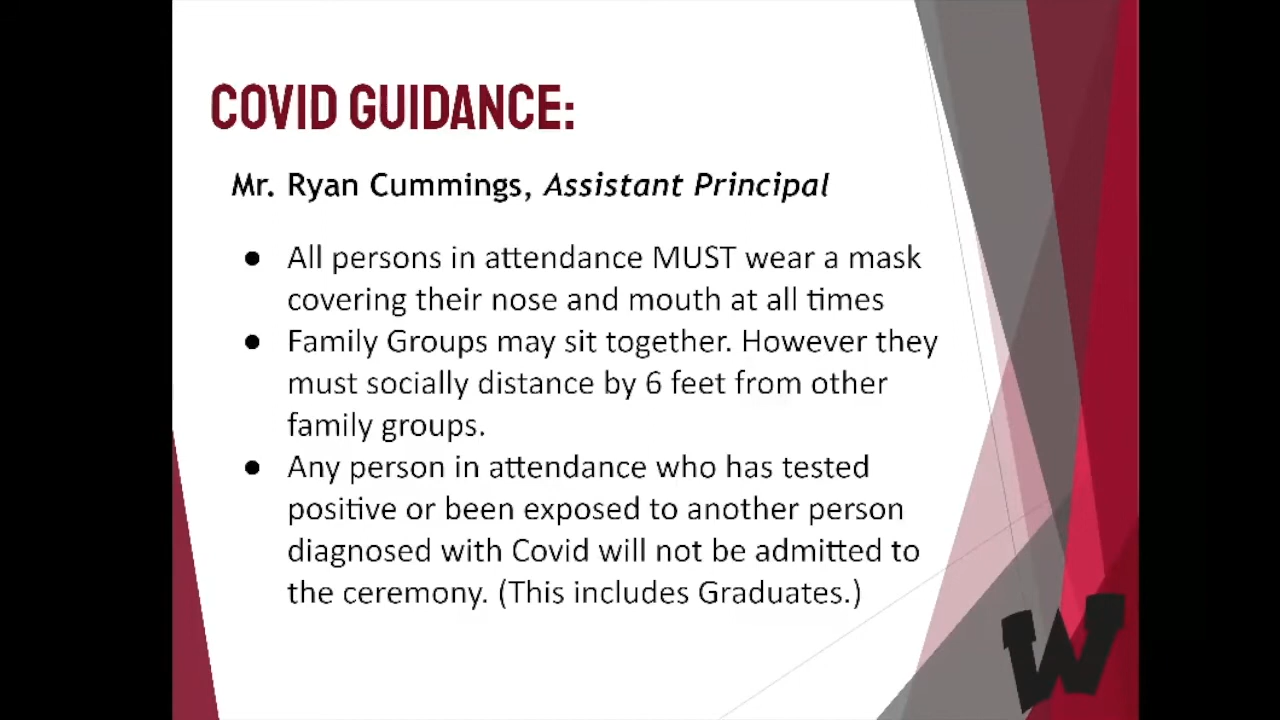 COVID GUIDANCE:
Mr. Ryan Cummings, Assistant Principal
● All persons in attendance MUST wear a mask
covering their nose and mouth at all times
● Family Groups may sit together. However they
must socially distance by 6 feet from other
family groups.
● Any person in attendance who has tested
positive or been exposed to another person
diagnosed with Covid will not be admitted to
the ceremony. (This includes Graduates.)
W